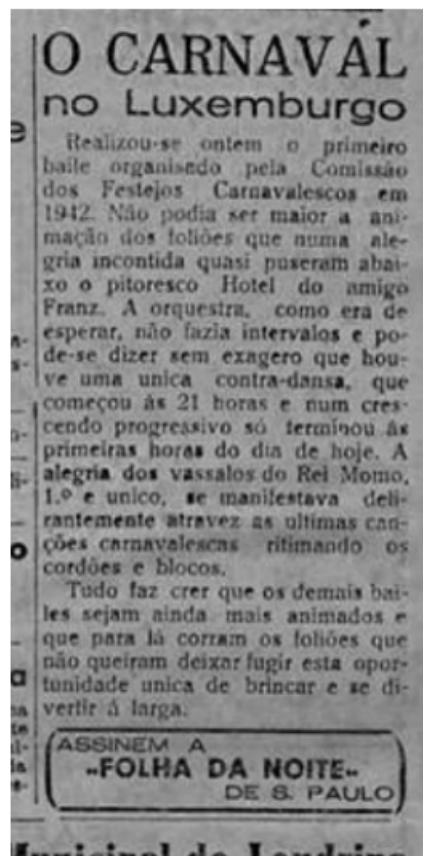 O CARNAVAL
no Luxemburgo
Realizou-se ontem o primeiro
baile organisado pela Comissão
dos Festejos Carnavalescos em
1942. Não podia ser maior a ani-
mação dos foliões que numa ale-
gria incontida quasi puseram abai-
xo o pitoresco Hotel do amigo
Franz. A orquestra, como era de
esperar, não fazia intervalos e po-
de-se dizer sem exagero que hou-
ve uma unica contra-dansa, que
começou ás 21 horas e num cres-
cendo progressivo só terminou ás
primeiras horas do dia de hoje. A
alegria dos vassalos do Rei Momo,
1.º e unico, se manifestava deli-
rantemente atravez as ultimas can-
ções carnavalescas ritimando os
cordões e blocos.
Tudo faz crer que os demais bai-
les sejam ainda mais animados e
que para lá corram os foliões que
não queiram deixar fugir esta opor-
tunidade unica de brincar e se di-
vertir á larga.
ASSINEM A
"FOLHA DA NOITE"
DE S. PAULO
Municipal de Londrina